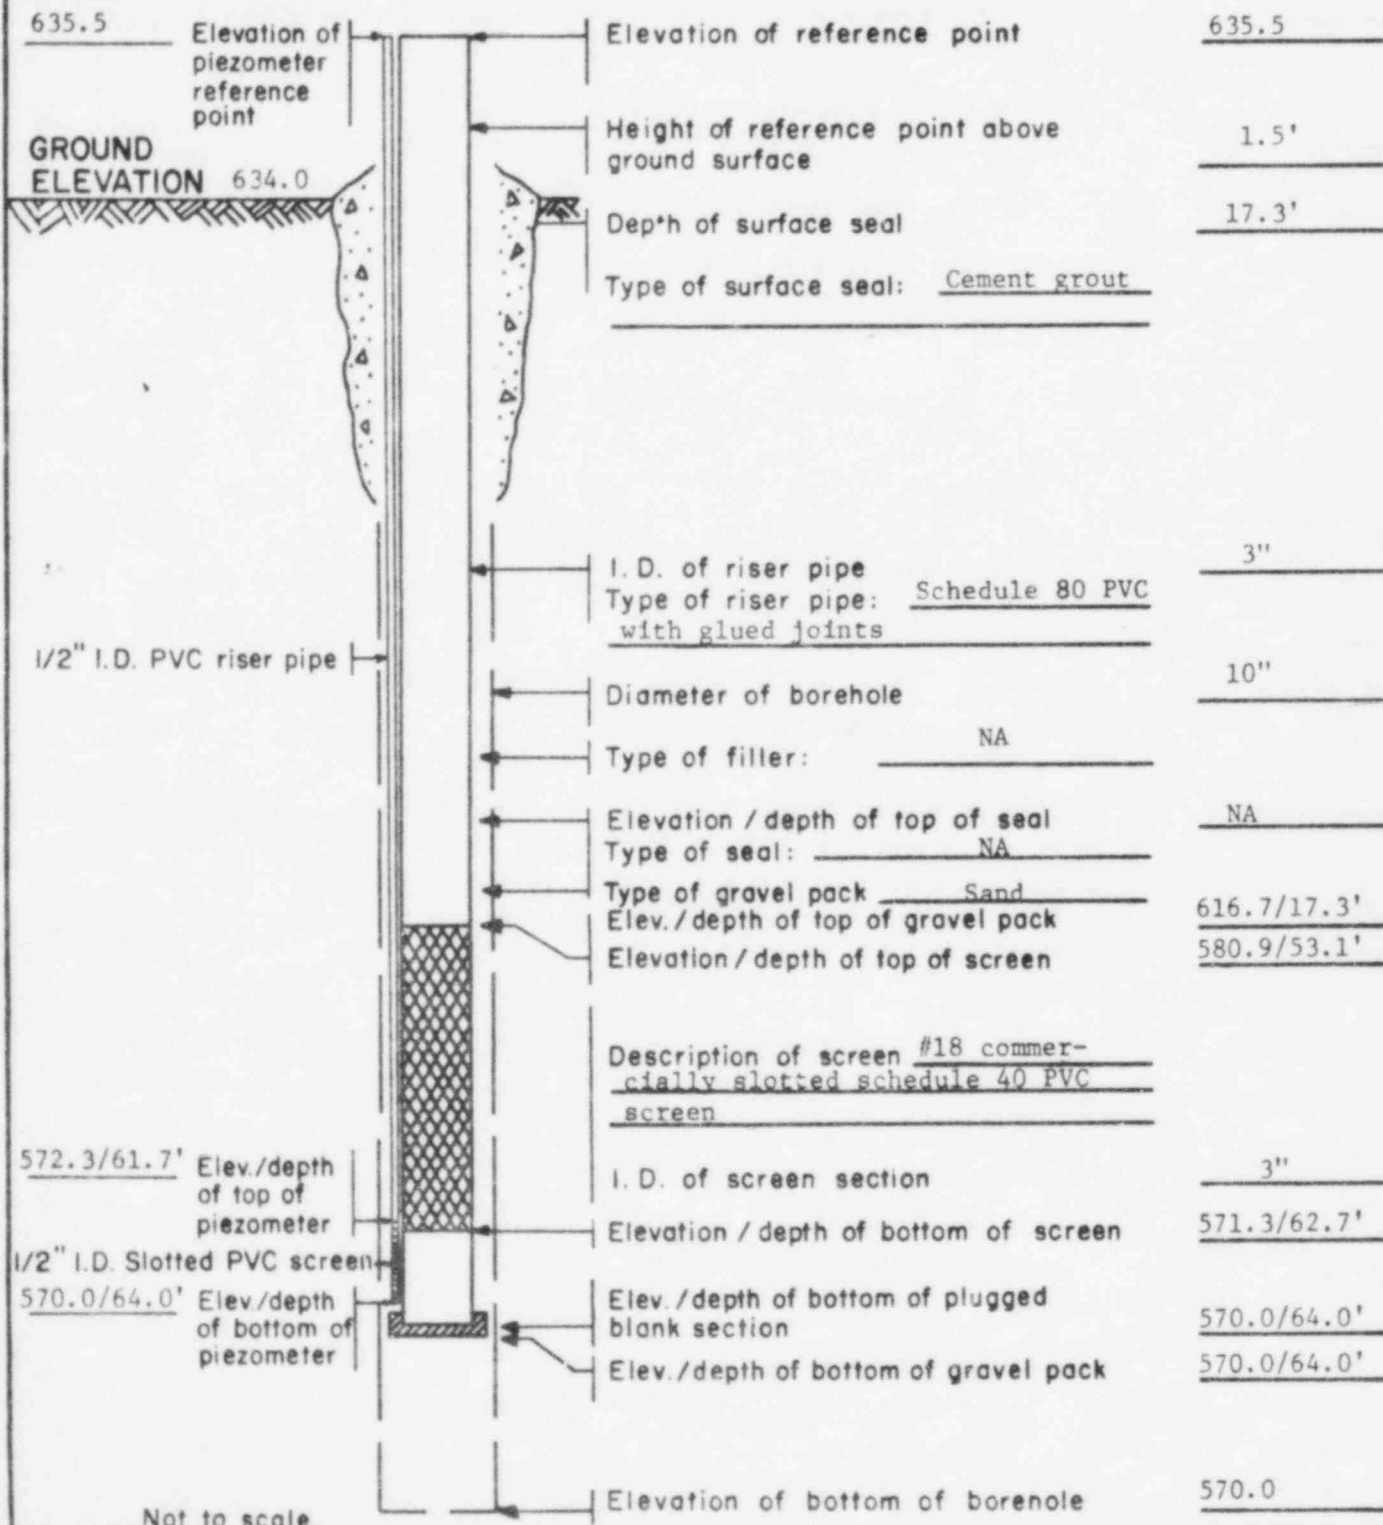 635.5
Elevation of
piezometer
reference
point
GROUND
ELEVATION 634.0
1/2" I.D. PVC riser pipe
572.3/61.7'
Elev./depth
of top of
piezometer
1/2" I.D. Slotted PVC screen
570.0/64.0'
Elev./depth
of bottom of
piezometer
Not to scale
Elevation of reference point 635.5
Height of reference point above
ground surface 1.5'
Depth of surface seal 17.3'
Type of surface seal: Cement grout
I.D. of riser pipe 3"
Type of riser pipe: Schedule 80 PVC
with glued joints
Diameter of borehole 10"
Type of filler: NA
Elevation / depth of top of seal NA
Type of seal: NA
Type of gravel pack Sand
Elev./depth of top of gravel pack 616.7/17.3'
Elevation / depth of top of screen 580.9/53.1'
Description of screen #18 commer-
cially slotted schedule 40 PVC
screen
I.D. of screen section 3"
Elevation / depth of bottom of screen 571.3/62.7'
Elev./depth of bottom of plugged
blank section 570.0/64.0'
Elev./depth of bottom of gravel pack 570.0/64.0'
Elevation of bottom of borehole 570.0